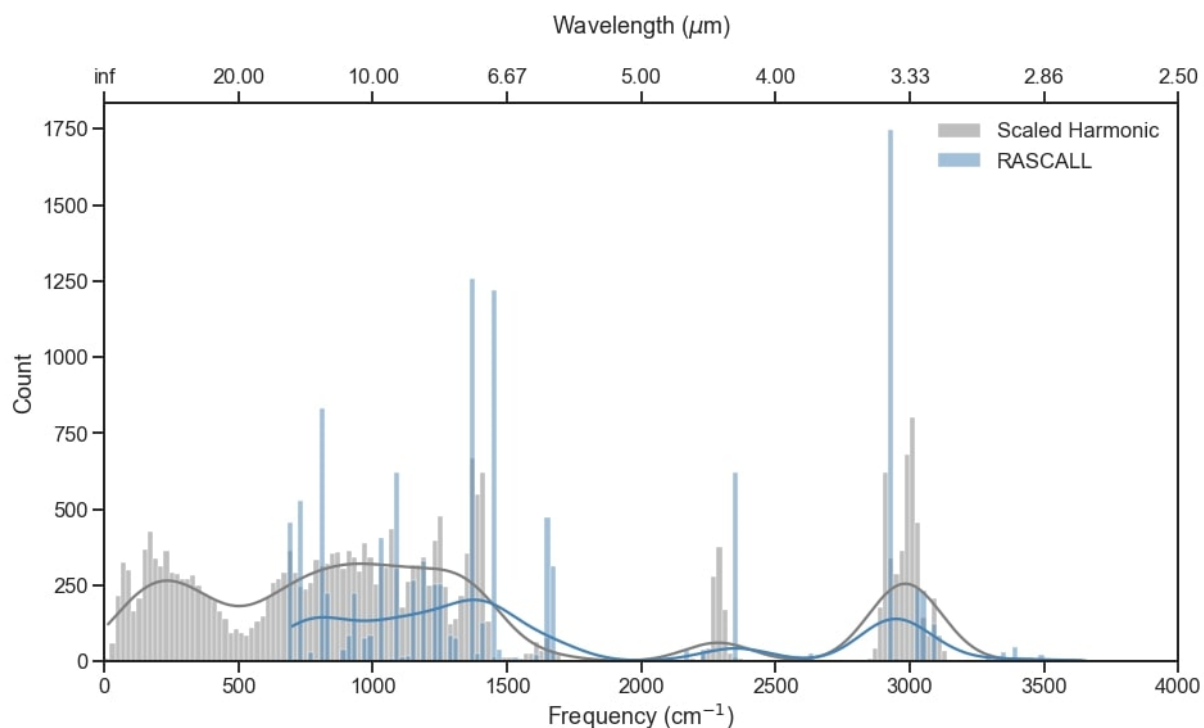 Wavelength (μm)
inf 20.00 10.00 6.67 5.00 4.00 3.33 2.86 2.50
Scaled Harmonic
RASCALL
1750
1500
1250
1000
750
500
250
0
Count
0 500 1000 1500 2000 2500 3000 3500 4000
Frequency (cm⁻¹)